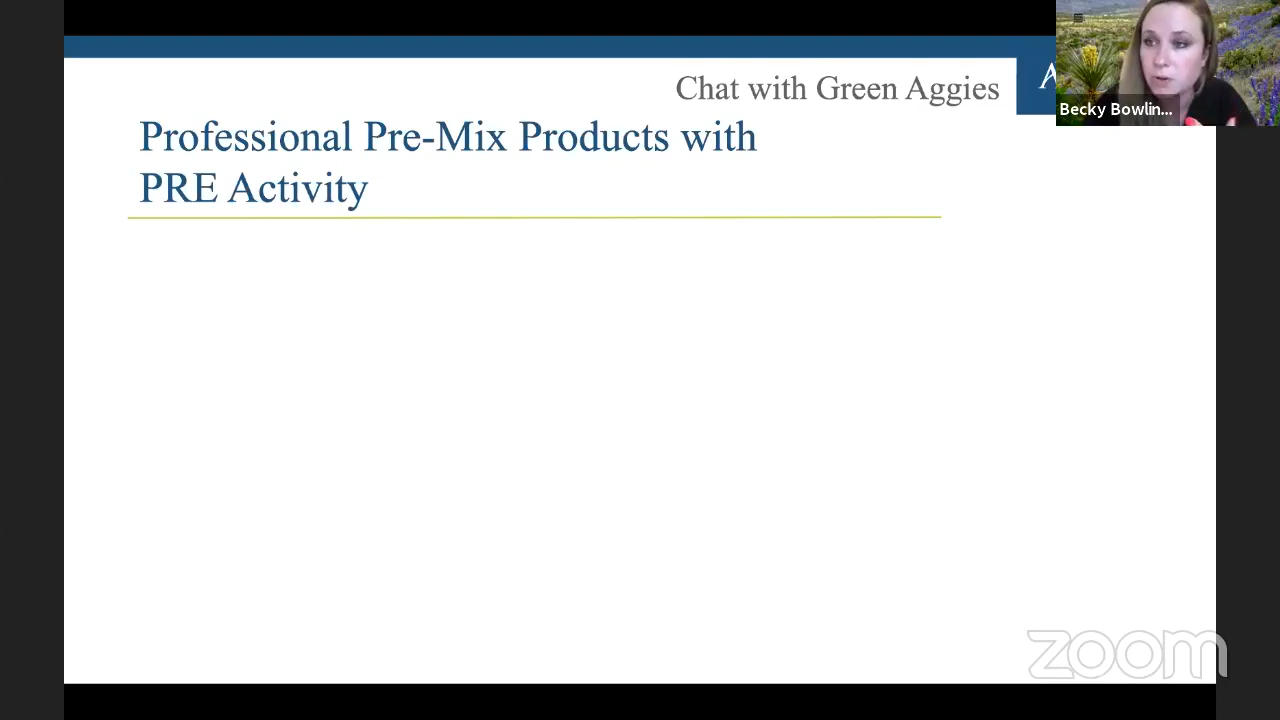 Chat with Green Aggies
A
Becky Bowlin...
Professional Pre-Mix Products with
PRE Activity
zoom